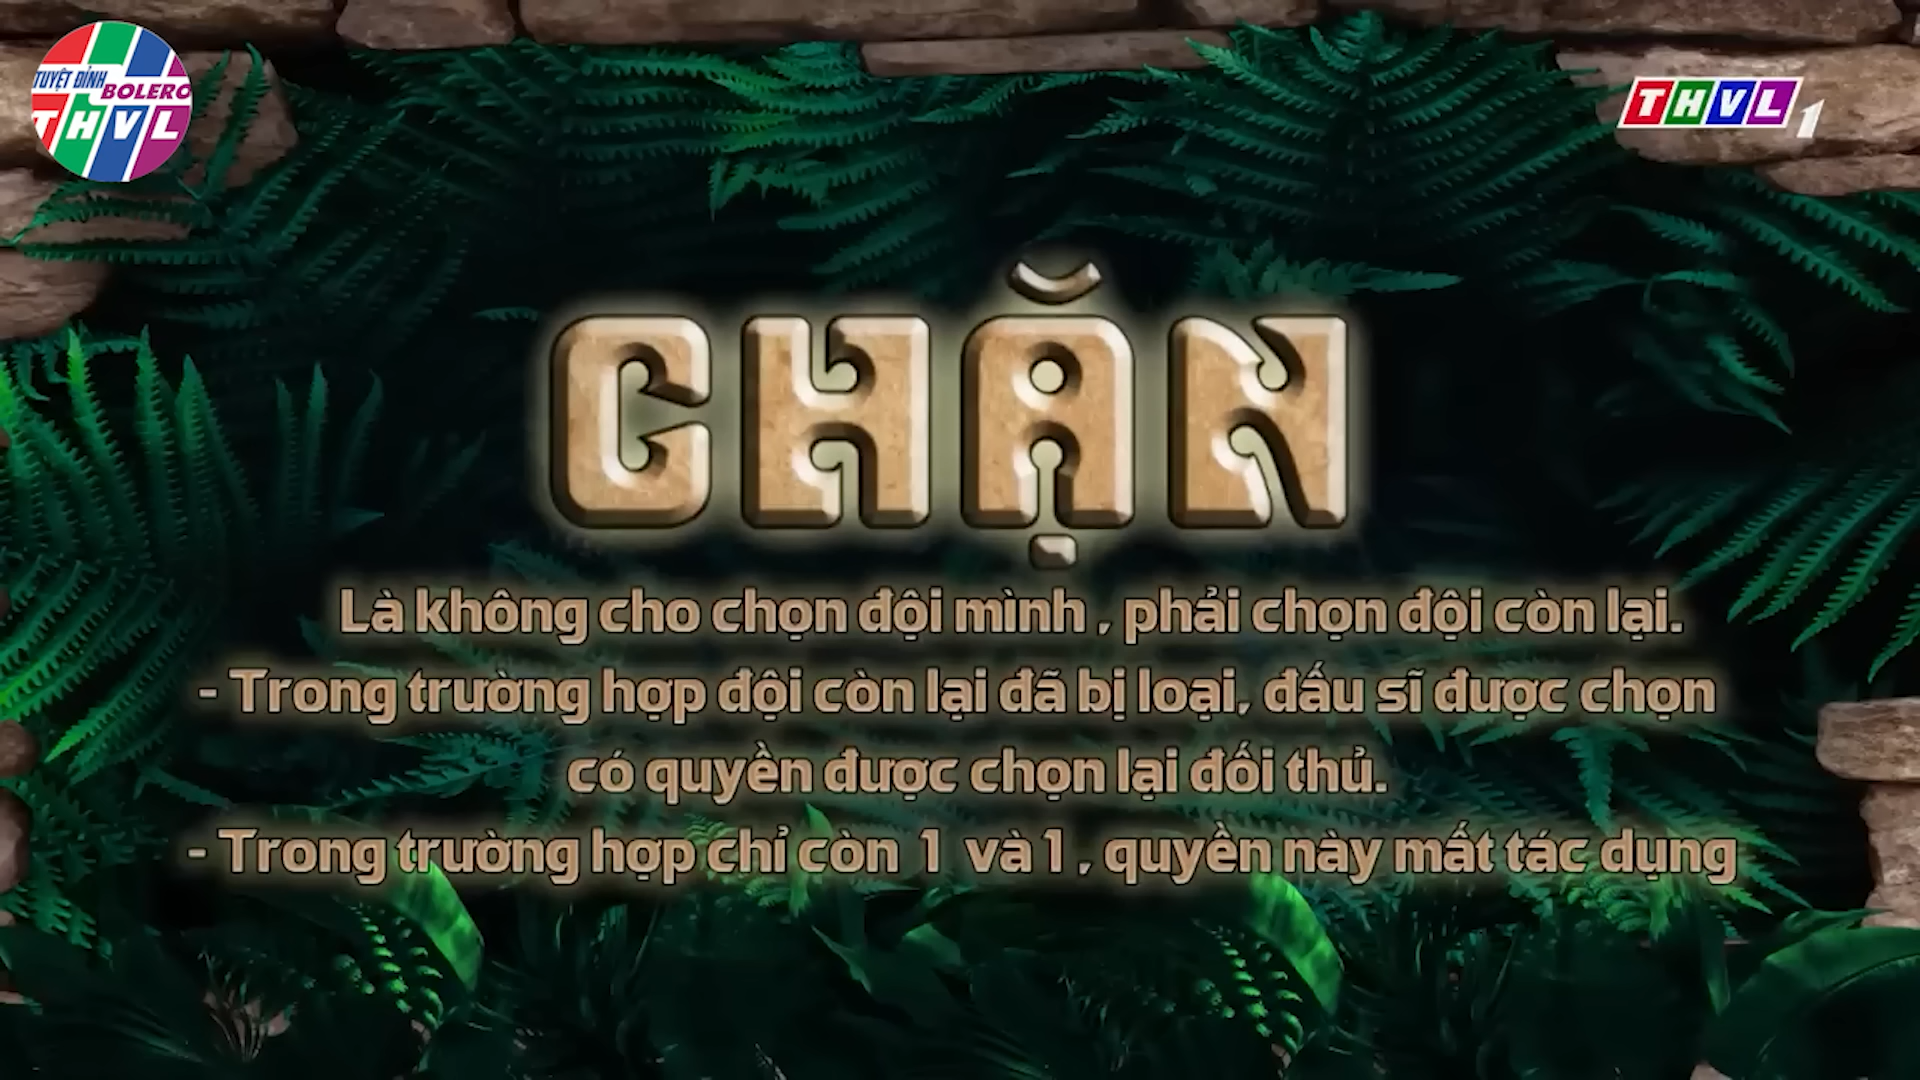 TUYỆT ĐỈNH
BOLERO
THVL
THVL1
CHẶN
Là không cho chọn đội mình , phải chọn đội còn lại.
- Trong trường hợp đội còn lại đã bị loại, đấu sĩ được chọn
có quyền được chọn lại đối thủ.
- Trong trường hợp chỉ còn 1 và 1 , quyền này mất tác dụng